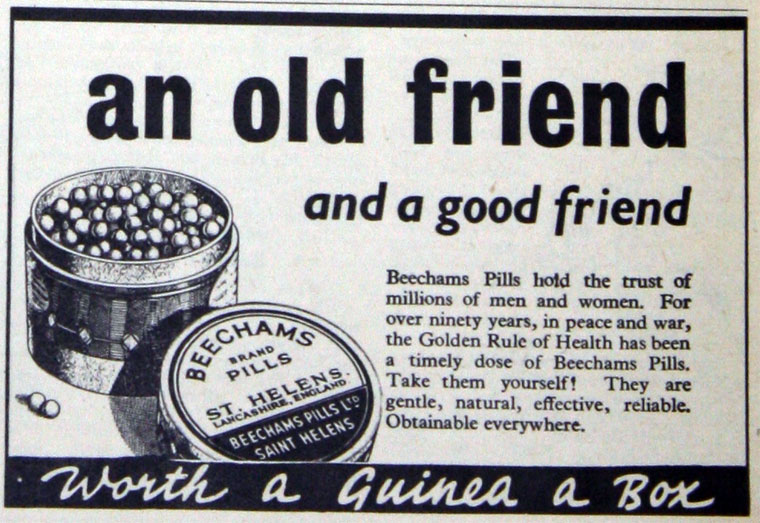 an old friend
and a good friend
Beechams Pills hold the trust of
millions of men and women. For
over ninety years, in peace and war,
the Golden Rule of Health has been
a timely dose of Beechams Pills.
Take them yourself! They are
gentle, natural, effective, reliable.
Obtainable everywhere.
BEECHAMS
BRAND
PILLS
ST. HELENS.
LANCASHIRE, ENGLAND
BEECHAMS PILLS LTD
SAINT HELENS
Worth a Guinea a Box